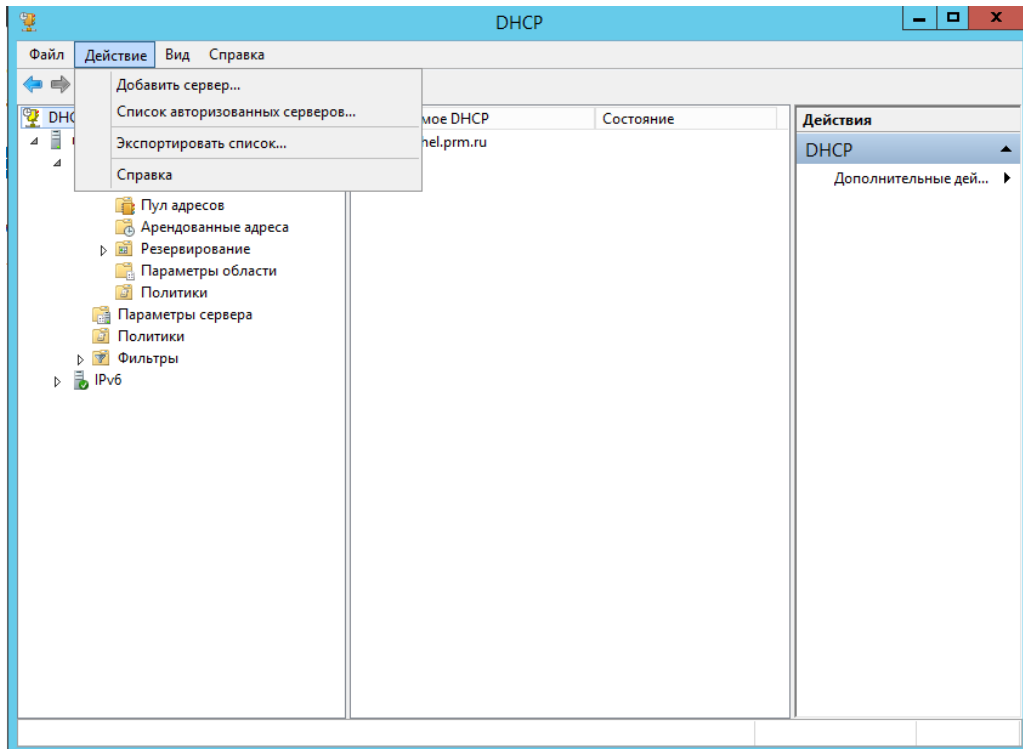 DHCP
Файл Действие Вид Справка
Добавить сервер...
Список авторизованных серверов...
Экспортировать список...
Справка
DHC
мое DHCP Состояние
hel.prm.ru
Пул адресов
Арендованные адреса
Резервирование
Параметры области
Политики
Параметры сервера
Политики
Фильтры
IPv6
Действия
DHCP
Дополнительные дей...